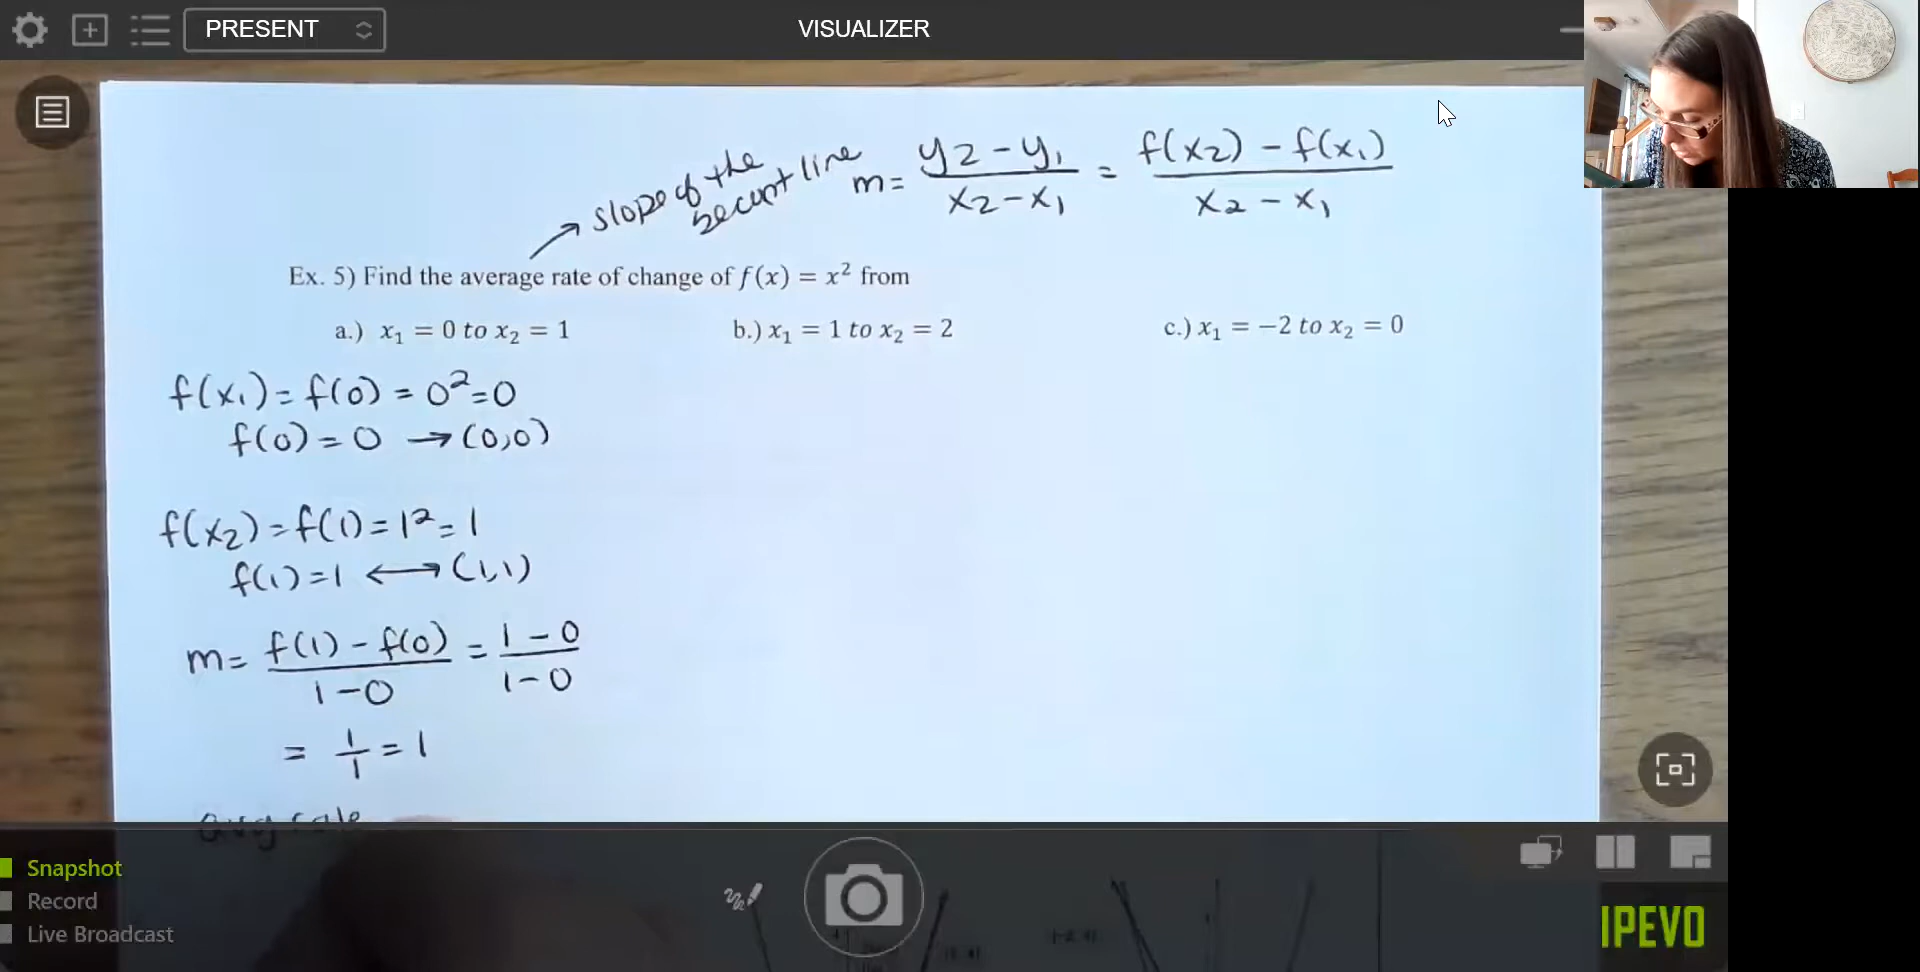 PRESENT
VISUALIZER
slope of the
secant line
m = y2 - y1 / x2 - x1 = f(x2) - f(x1) / x2 - x1
Ex. 5) Find the average rate of change of f(x) = x² from
a.) x₁ = 0 to x₂ = 1
b.) x₁ = 1 to x₂ = 2
c.) x₁ = −2 to x₂ = 0
f(x₁) = f(0) = 0² = 0
f(0) = 0 → (0,0)
f(x₂) = f(1) = 1² = 1
f(1) = 1 ⟷ (1,1)
m = f(1) - f(0) / 1 - 0 = 1 - 0 / 1 - 0
= 1/1 = 1
avg rate
Snapshot
Record
Live Broadcast
IPEVO